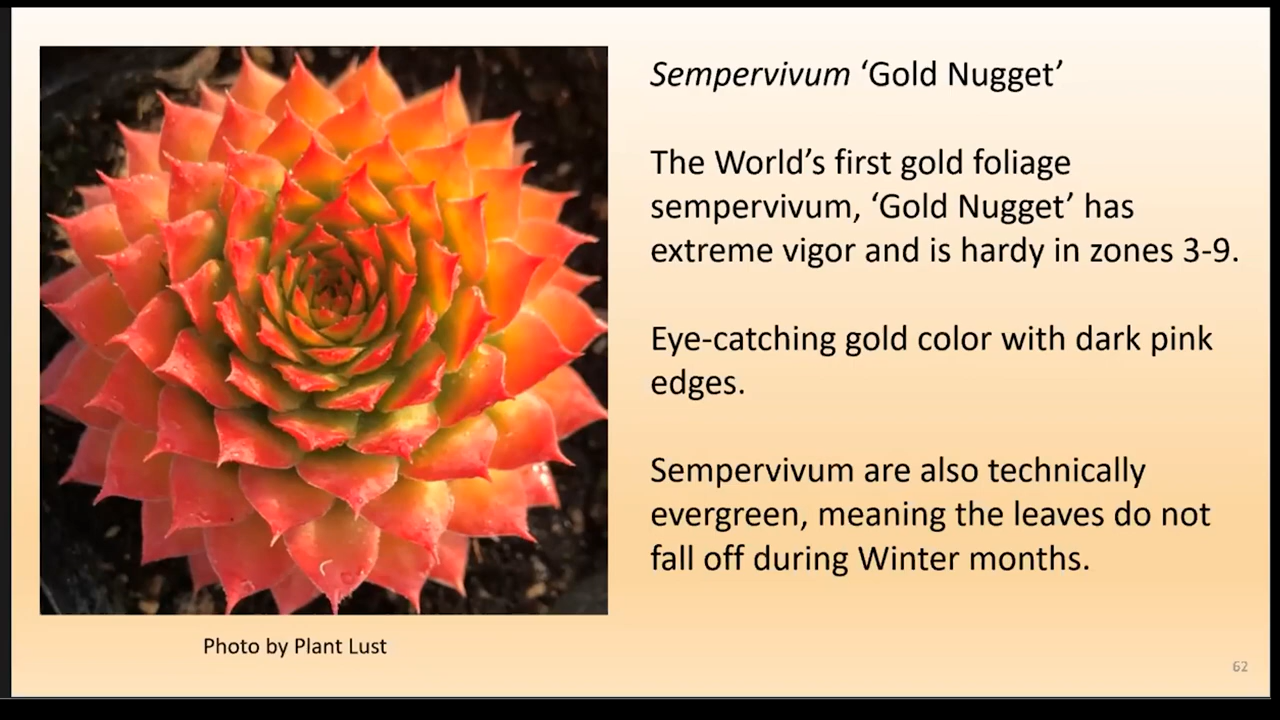 Sempervivum ‘Gold Nugget’
The World’s first gold foliage
sempervivum, ‘Gold Nugget’ has
extreme vigor and is hardy in zones 3-9.
Eye-catching gold color with dark pink
edges.
Sempervivum are also technically
evergreen, meaning the leaves do not
fall off during Winter months.
Photo by Plant Lust
62